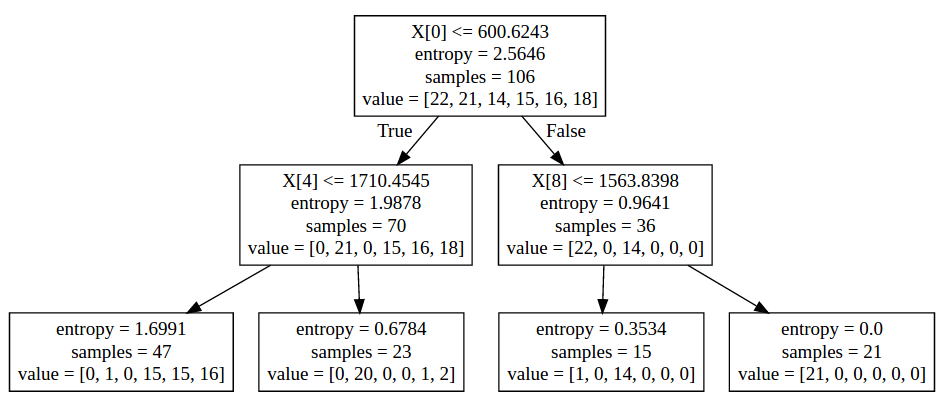 X[0] <= 600.6243
entropy = 2.5646
samples = 106
value = [22, 21, 14, 15, 16, 18]
True
False
X[4] <= 1710.4545
entropy = 1.9878
samples = 70
value = [0, 21, 0, 15, 16, 18]
X[8] <= 1563.8398
entropy = 0.9641
samples = 36
value = [22, 0, 14, 0, 0, 0]
entropy = 1.6991
samples = 47
value = [0, 1, 0, 15, 15, 16]
entropy = 0.6784
samples = 23
value = [0, 20, 0, 0, 1, 2]
entropy = 0.3534
samples = 15
value = [1, 0, 14, 0, 0, 0]
entropy = 0.0
samples = 21
value = [21, 0, 0, 0, 0, 0]